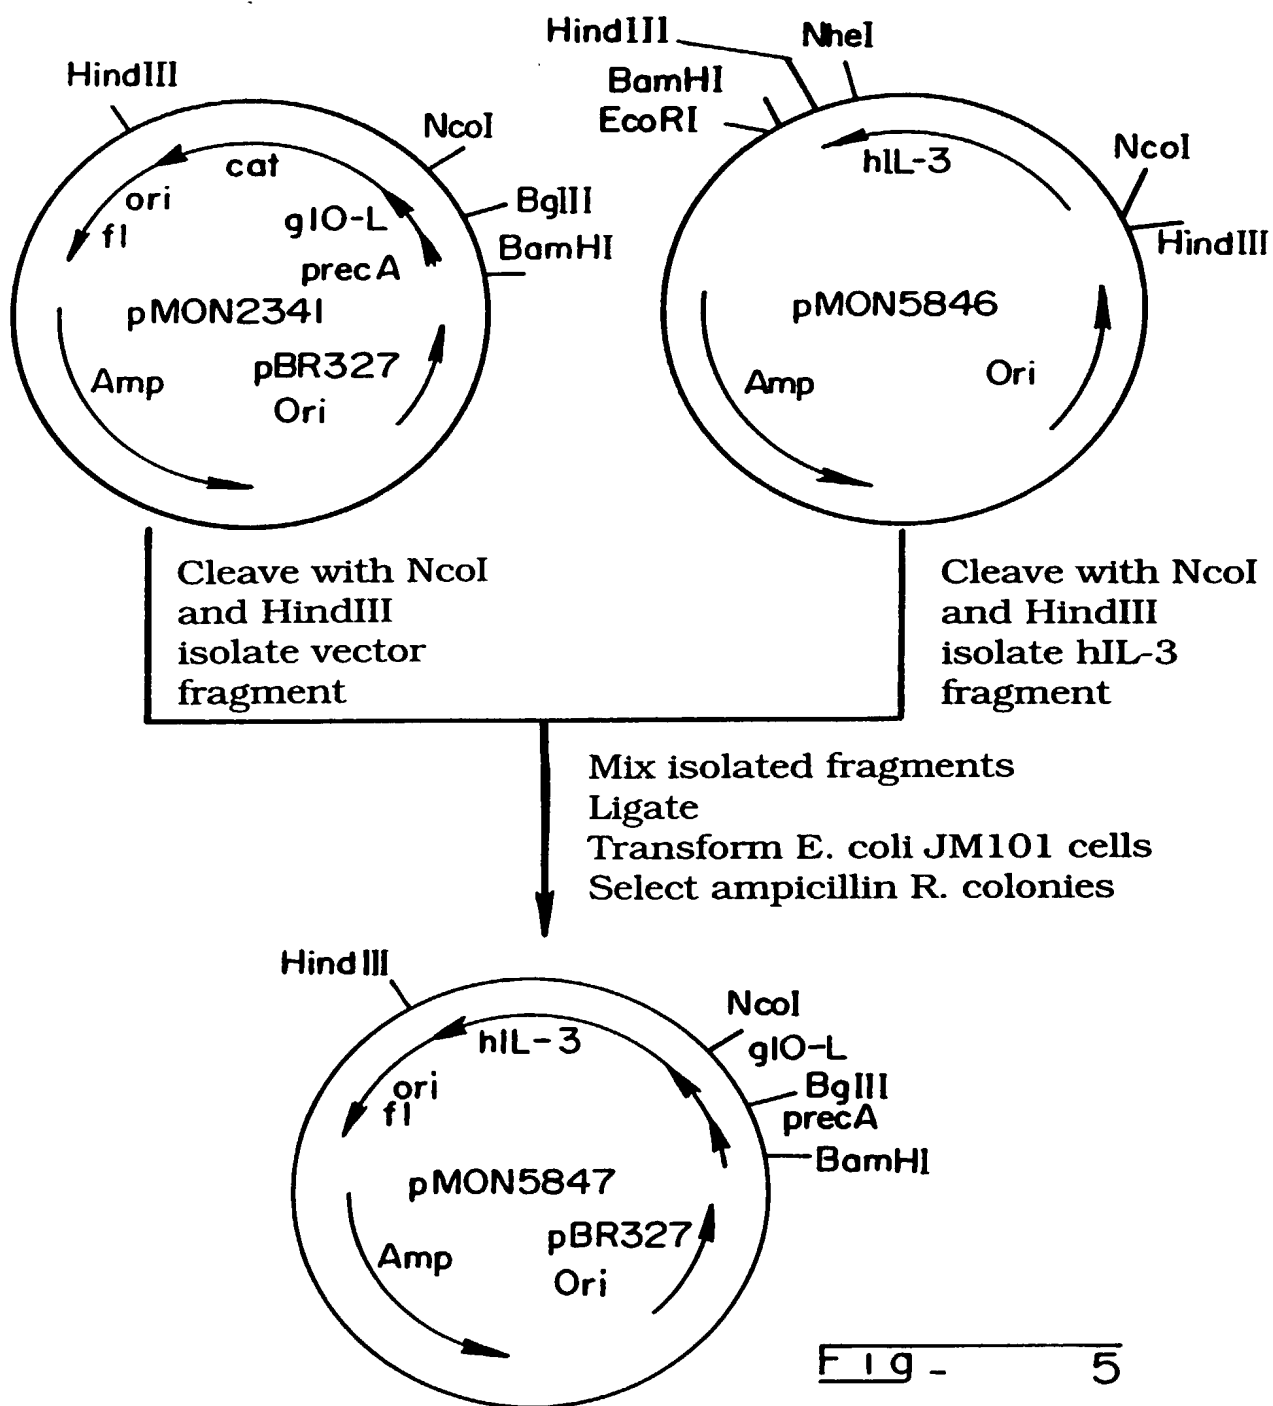 HindIII
NcoI
BglII
BamHI
cat
ori
f1
g10-L
precA
pMON2341
pBR327
Ori
Amp
HindIII
NheI
BamHI
EcoRI
hIL-3
NcoI
HindIII
pMON5846
Amp
Ori
Cleave with NcoI
and HindIII
isolate vector
fragment
Cleave with NcoI
and HindIII
isolate hIL-3
fragment
Mix isolated fragments
Ligate
Transform E. coli JM101 cells
Select ampicillin R. colonies
HindIII
NcoI
g10-L
BglII
precA
BamHI
hIL-3
ori
f1
pMON5847
pBR327
Ori
Amp
Fig_ 5